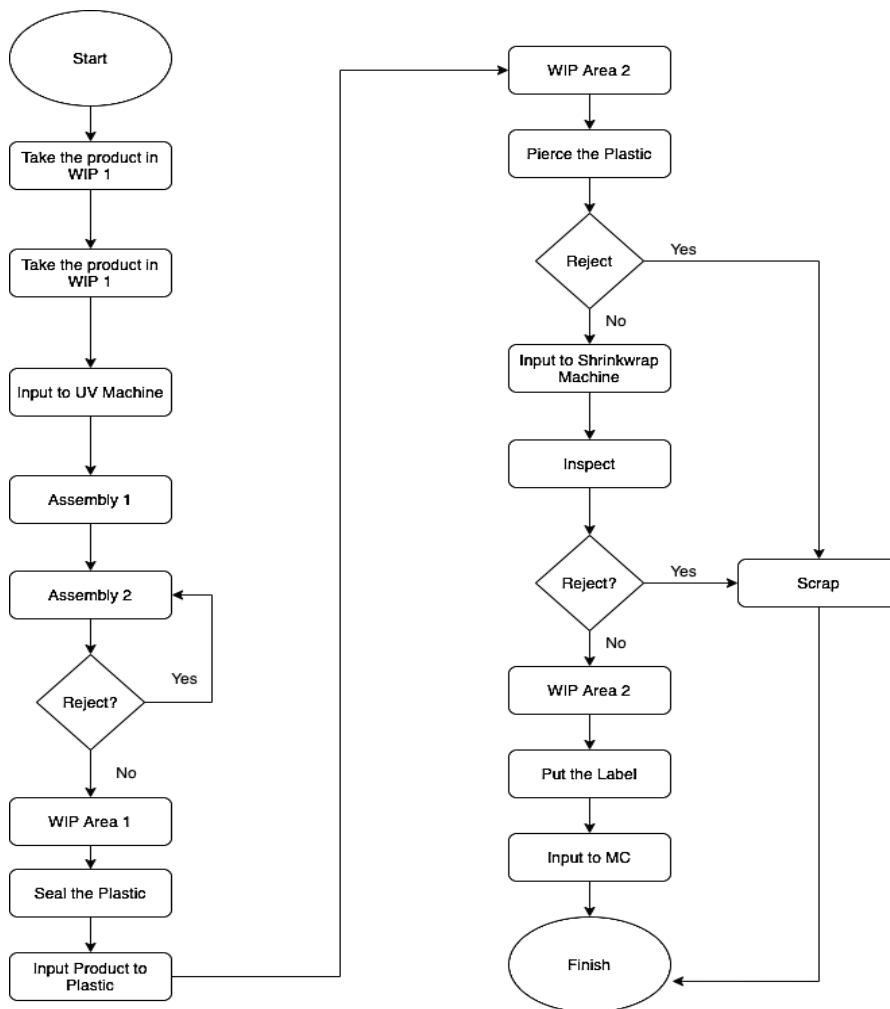 Start
Take the product in
WIP 1
Take the product in
WIP 1
Input to UV Machine
Assembly 1
Assembly 2
Reject?
Yes
No
WIP Area 1
Seal the Plastic
Input Product to
Plastic
WIP Area 2
Pierce the Plastic
Reject
Yes
No
Input to Shrinkwrap
Machine
Inspect
Reject?
Yes
Scrap
No
WIP Area 2
Put the Label
Input to MC
Finish